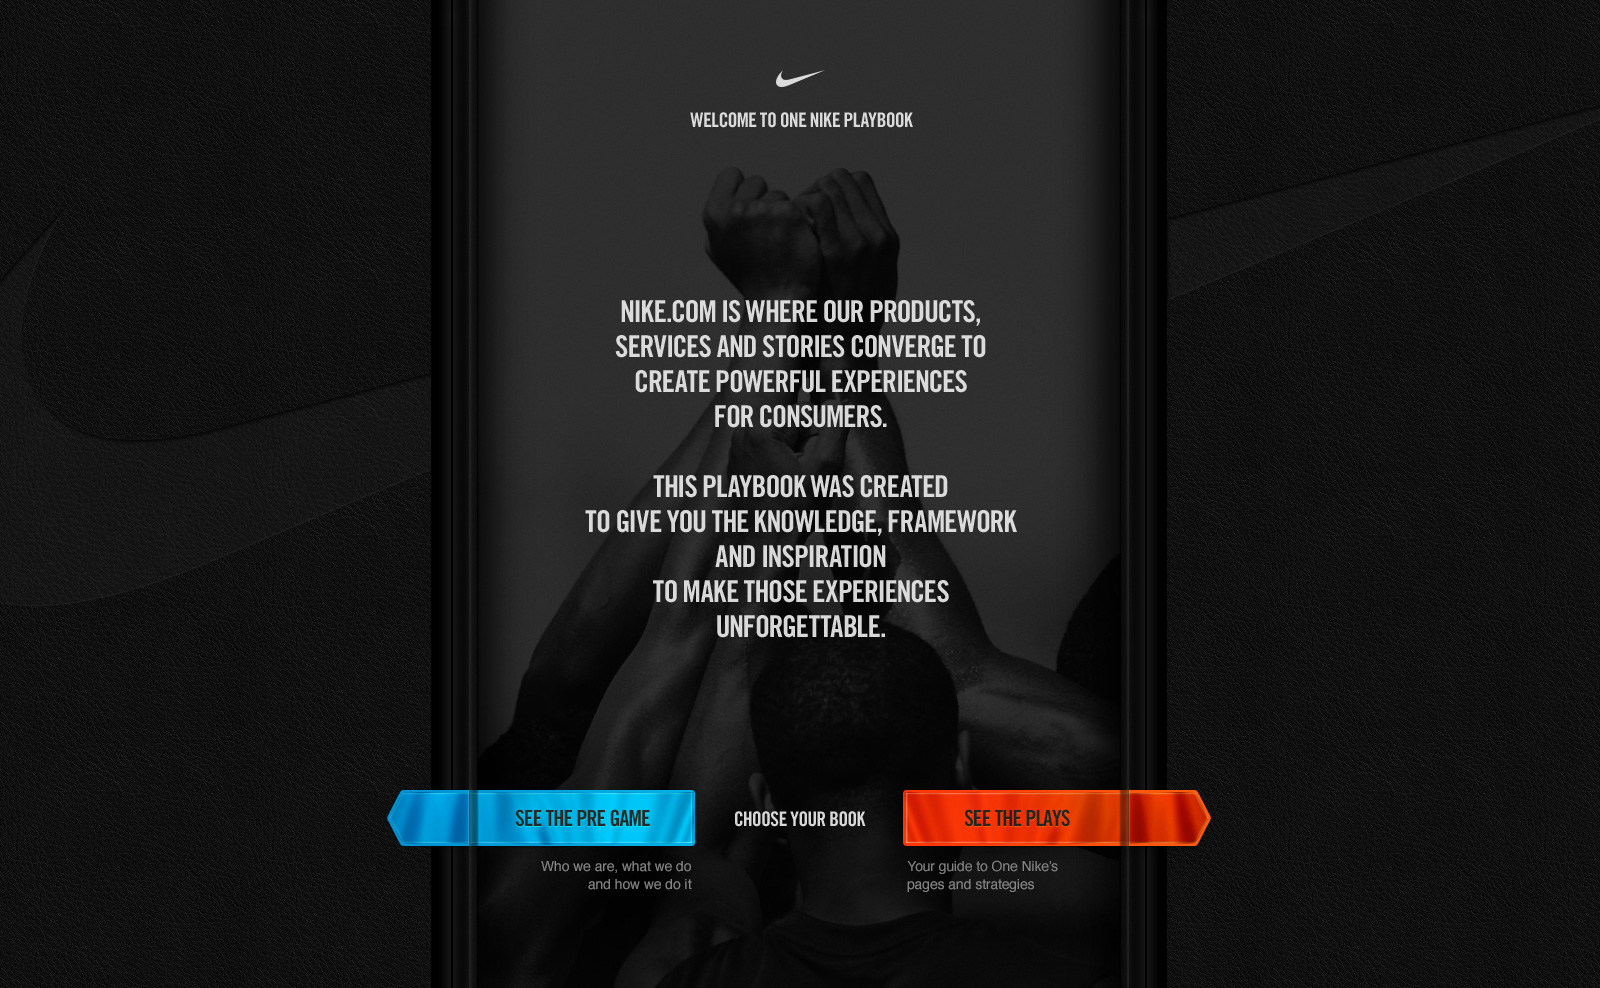 WELCOME TO ONE NIKE PLAYBOOK
NIKE.COM IS WHERE OUR PRODUCTS,
SERVICES AND STORIES CONVERGE TO
CREATE POWERFUL EXPERIENCES
FOR CONSUMERS.
THIS PLAYBOOK WAS CREATED
TO GIVE YOU THE KNOWLEDGE, FRAMEWORK
AND INSPIRATION
TO MAKE THOSE EXPERIENCES
UNFORGETTABLE.
SEE THE PRE GAME
Who we are, what we do
and how we do it
CHOOSE YOUR BOOK
SEE THE PLAYS
Your guide to One Nike's
pages and strategies